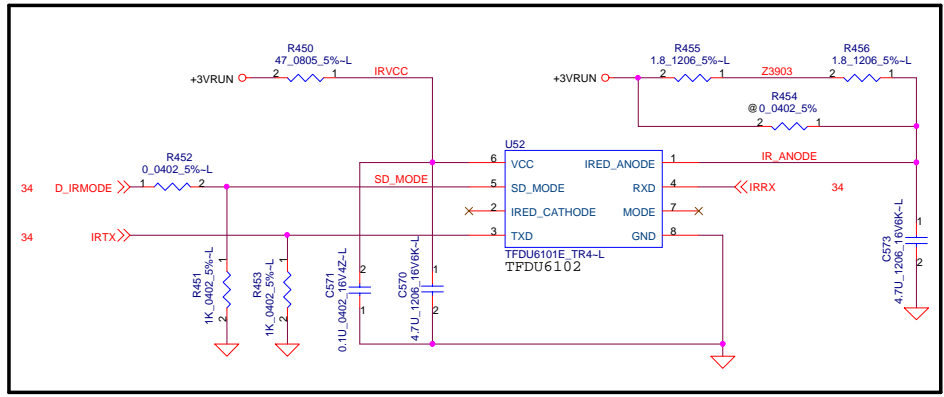 R450
47_0805_5%~L
+3VRUN
2
1
IRVCC
R455
1.8_1206_5%~L
R456
1.8_1206_5%~L
+3VRUN
2
1
Z3903
2
1
R454
@0_0402_5%
2
1
U52
R452
0_0402_5%~L
6
VCC
IRED_ANODE
1
IR_ANODE
34
D_IRMODE
1
2
SD_MODE
5
SD_MODE
RXD
4
IRRX
34
2
IRED_CATHODE
MODE
7
34
IRTX
3
TXD
GND
8
TFDU6101E_TR4~L
TFDU6102
R451
1K_0402_5%~L
1
2
R453
1K_0402_5%~L
1
2
C571
0.1U_0402_16V4Z~L
2
1
C570
4.7U_1206_16V6K~L
1
2
C573
4.7U_1206_16V6K~L
1
2